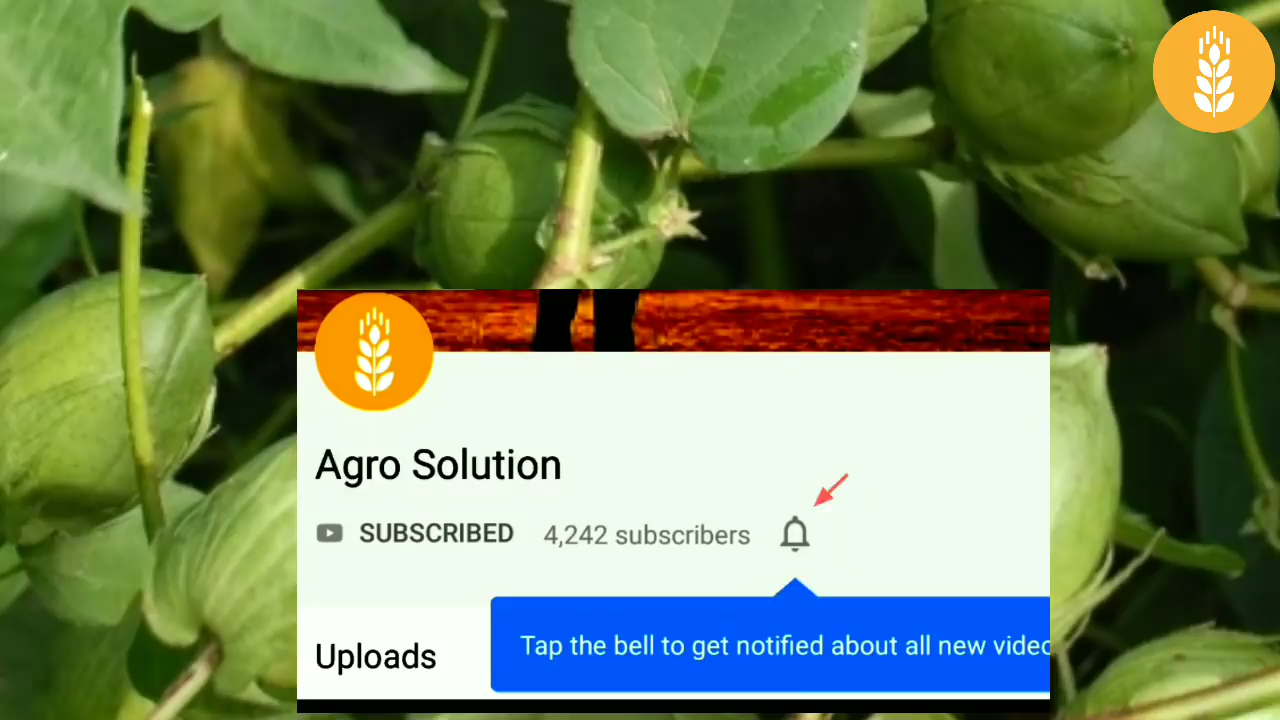 Agro Solution
SUBSCRIBED 4,242 subscribers
Tap the bell to get notified about all new video
Uploads